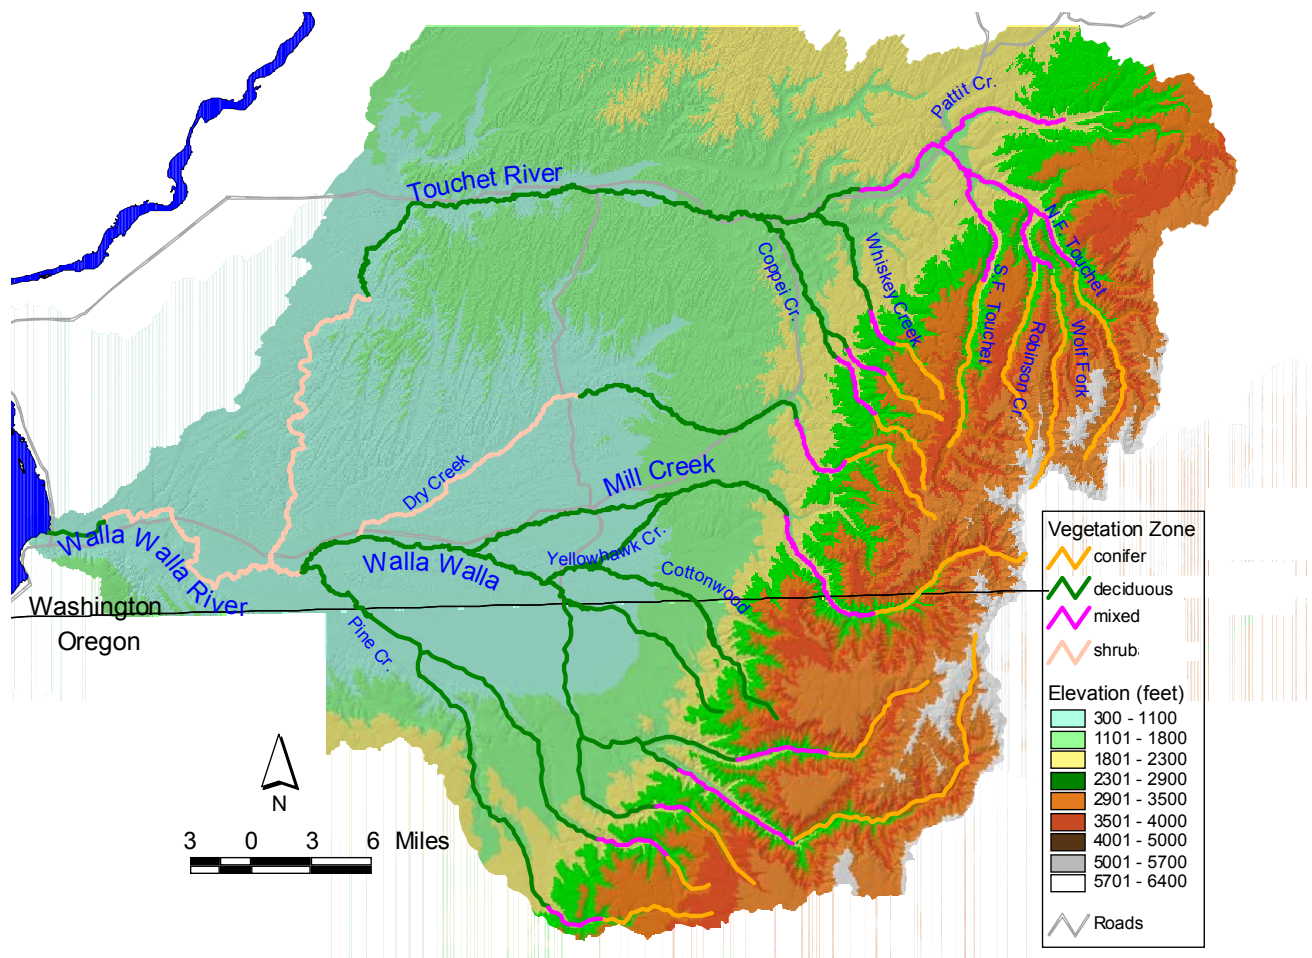 Pattit Cr.
Touchet River
N.F. Touchet
Coppei Cr.
Whiskey Creek
S.F. Touchet
Robinson Cr.
Wolf Fork
Dry Creek
Mill Creek
Walla Walla River
Walla Walla
Yellowhawk Cr.
Cottonwood
Washington
Oregon
Pine Cr.
N
3 0 3 6 Miles
Vegetation Zone
conifer
deciduous
mixed
shrub
Elevation (feet)
300 - 1100
1101 - 1800
1801 - 2300
2301 - 2900
2901 - 3500
3501 - 4000
4001 - 5000
5001 - 5700
5701 - 6400
Roads